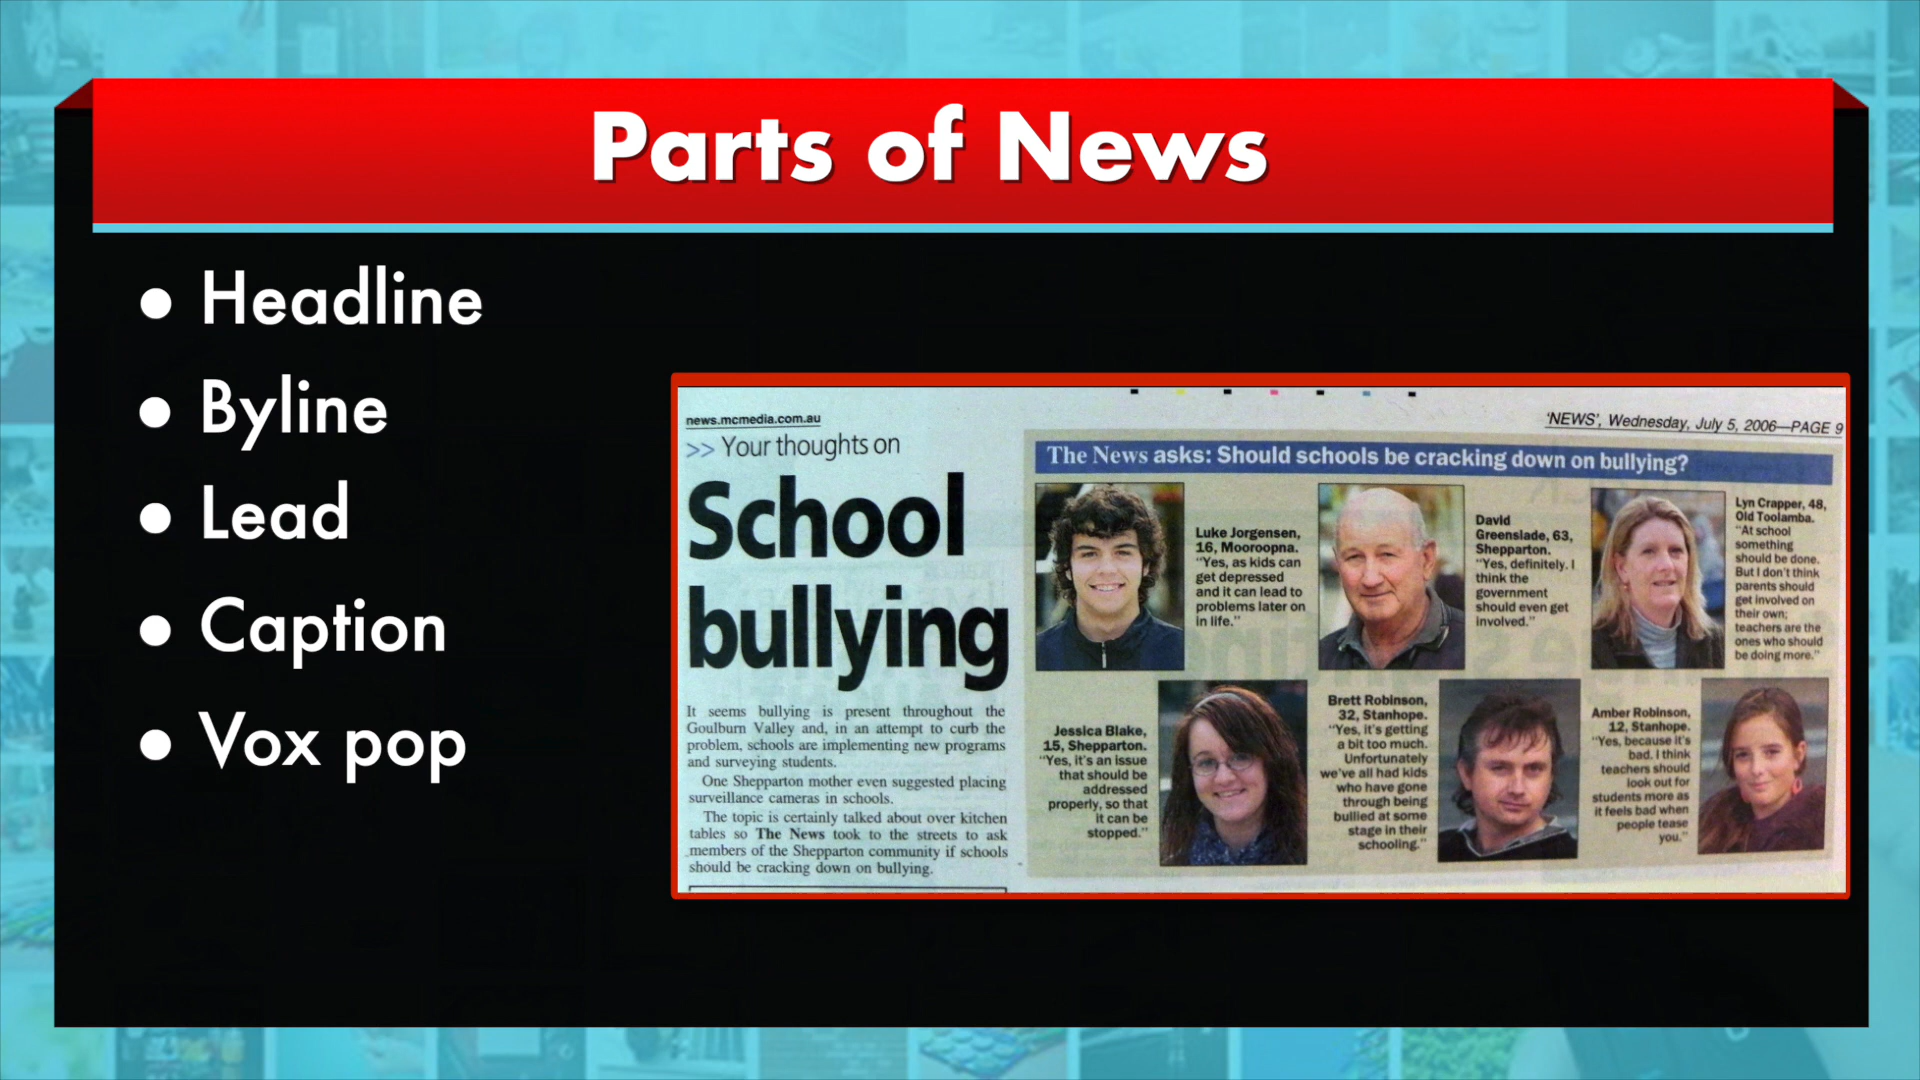 Parts of News
• Headline
• Byline
• Lead
• Caption
• Vox pop
news.mcmedia.com.au
'NEWS', Wednesday, July 5, 2006—PAGE 9
>> Your thoughts on
School
bullying
It seems bullying is present throughout the
Goulburn Valley and, in an attempt to curb the
problem, schools are implementing new programs
and surveying students.
One Shepparton mother even suggested placing
surveillance cameras in schools.
The topic is certainly talked about over kitchen
tables so The News took to the streets to ask
members of the Shepparton community if schools
should be cracking down on bullying.
The News asks: Should schools be cracking down on bullying?
Luke Jorgensen,
16, Mooroopna.
"Yes, as kids can
get depressed
and it can lead to
problems later on
in life."
David
Greenslade, 63,
Shepparton.
"Yes, definitely. I
think the
government
should even get
involved."
Lyn Crapper, 48,
Old Toolamba.
"At school
something
should be done.
But I don't think
parents should
get involved on
their own;
teachers are the
ones who should
be doing more."
Jessica Blake,
15, Shepparton.
"Yes, it's an issue
that should be
addressed
properly, so that
it can be
stopped."
Brett Robinson,
32, Stanhope.
"Yes, it's getting
a bit too much.
Unfortunately
we've all had kids
who have gone
through being
bullied at some
stage in their
schooling."
Amber Robinson,
12, Stanhope.
"Yes, because it's
bad. I think
teachers should
look out for
students more as
it feels bad when
people tease
you."